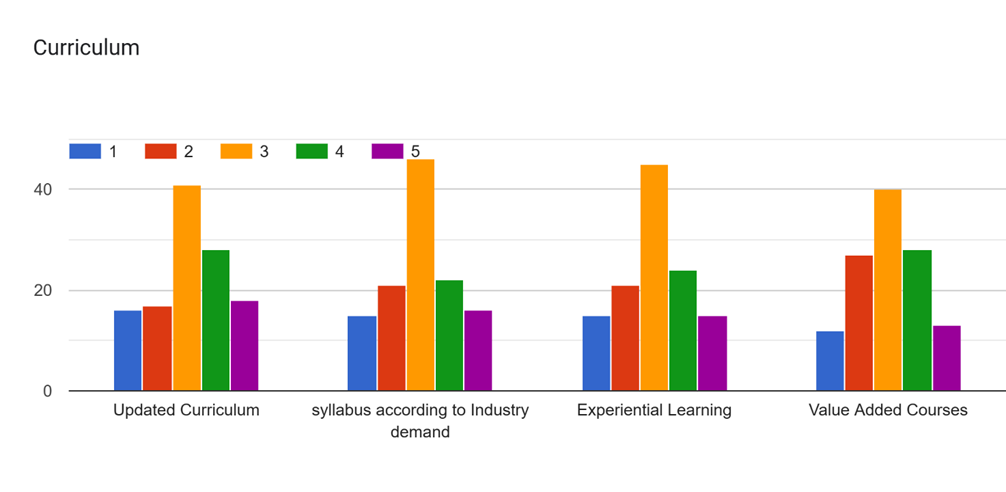 Curriculum
1 2 3 4 5
40
20
0
Updated Curriculum
syllabus according to Industry
demand
Experiential Learning
Value Added Courses